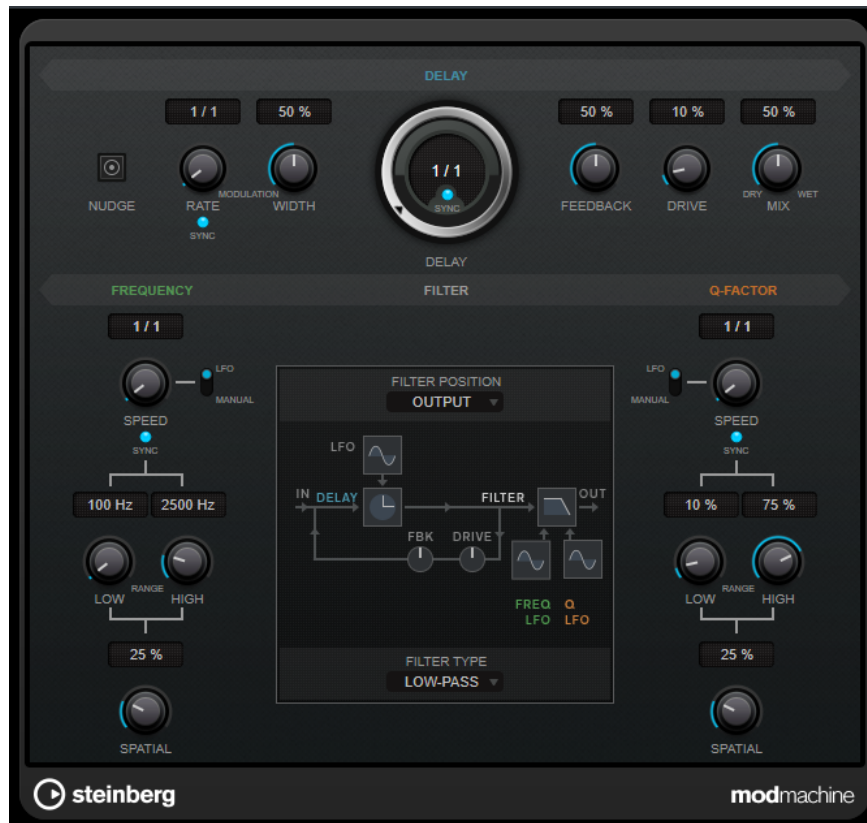 DELAY
1 / 1 50 % 50 % 10 % 50 %
1 / 1
SYNC
NUDGE RATE MODULATION WIDTH FEEDBACK DRIVE DRY MIX WET
SYNC
DELAY
FREQUENCY FILTER Q-FACTOR
1 / 1 1 / 1
LFO LFO
MANUAL MANUAL
SPEED SPEED
SYNC SYNC
FILTER POSITION
OUTPUT
LFO
IN DELAY FILTER OUT
FBK DRIVE
FREQ Q
LFO LFO
FILTER TYPE
LOW-PASS
100 Hz 2500 Hz 10 % 75 %
LOW RANGE HIGH LOW RANGE HIGH
25 % 25 %
SPATIAL SPATIAL
steinberg modmachine